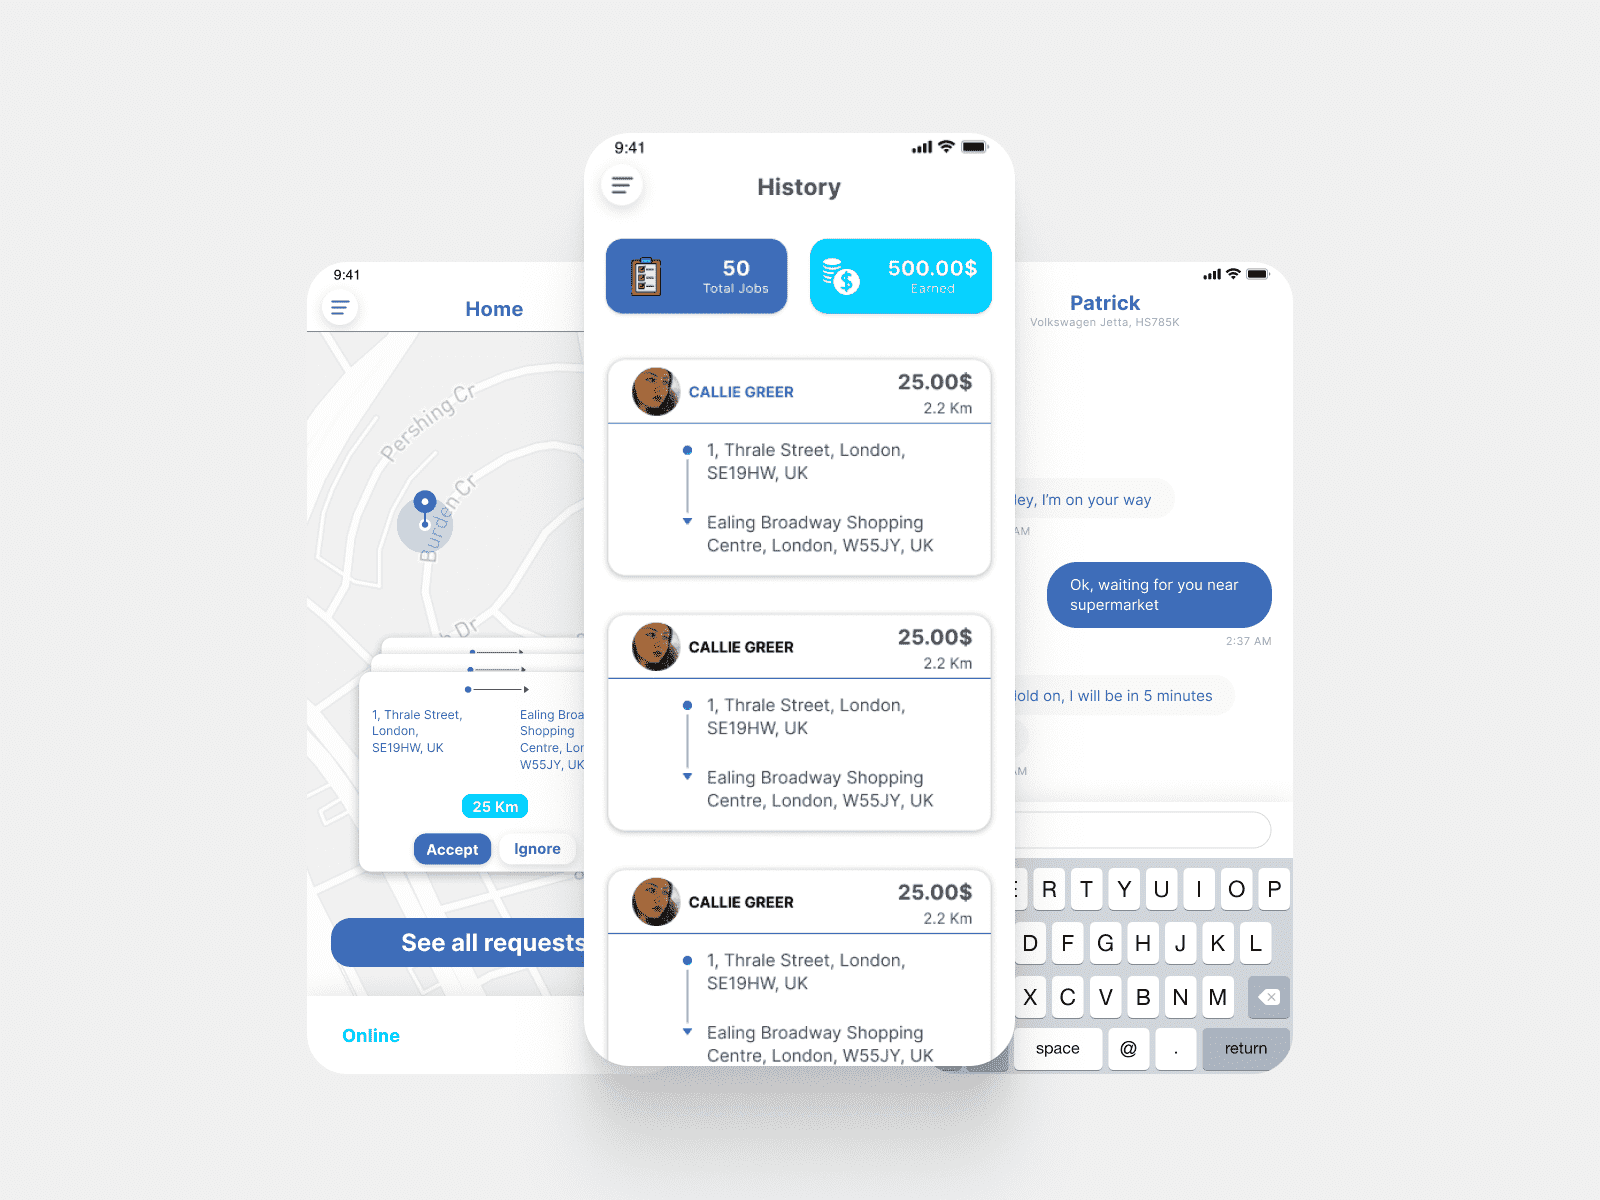 9:41
Home
Pershing Cr
Burden Cr
Dr
1, Thrale Street,
London,
SE19HW, UK
Ealing Broa
Shopping
Centre, Lon
W55JY, UK
25 Km
Accept
Ignore
See all requests
Online
9:41
History
50
Total Jobs
500.00$
Earned
CALLIE GREER
25.00$
2.2 Km
1, Thrale Street, London,
SE19HW, UK
Ealing Broadway Shopping
Centre, London, W55JY, UK
CALLIE GREER
25.00$
2.2 Km
1, Thrale Street, London,
SE19HW, UK
Ealing Broadway Shopping
Centre, London, W55JY, UK
CALLIE GREER
25.00$
2.2 Km
1, Thrale Street, London,
SE19HW, UK
Ealing Broadway Shopping
Centre, London, W55JY, UK
Patrick
Volkswagen Jetta, HS785K
ey, I'm on your way
AM
Ok, waiting for you near
supermarket
2:37 AM
old on, I will be in 5 minutes
AM
E R T Y U I O P
D F G H J K L
X C V B N M
space @ . return